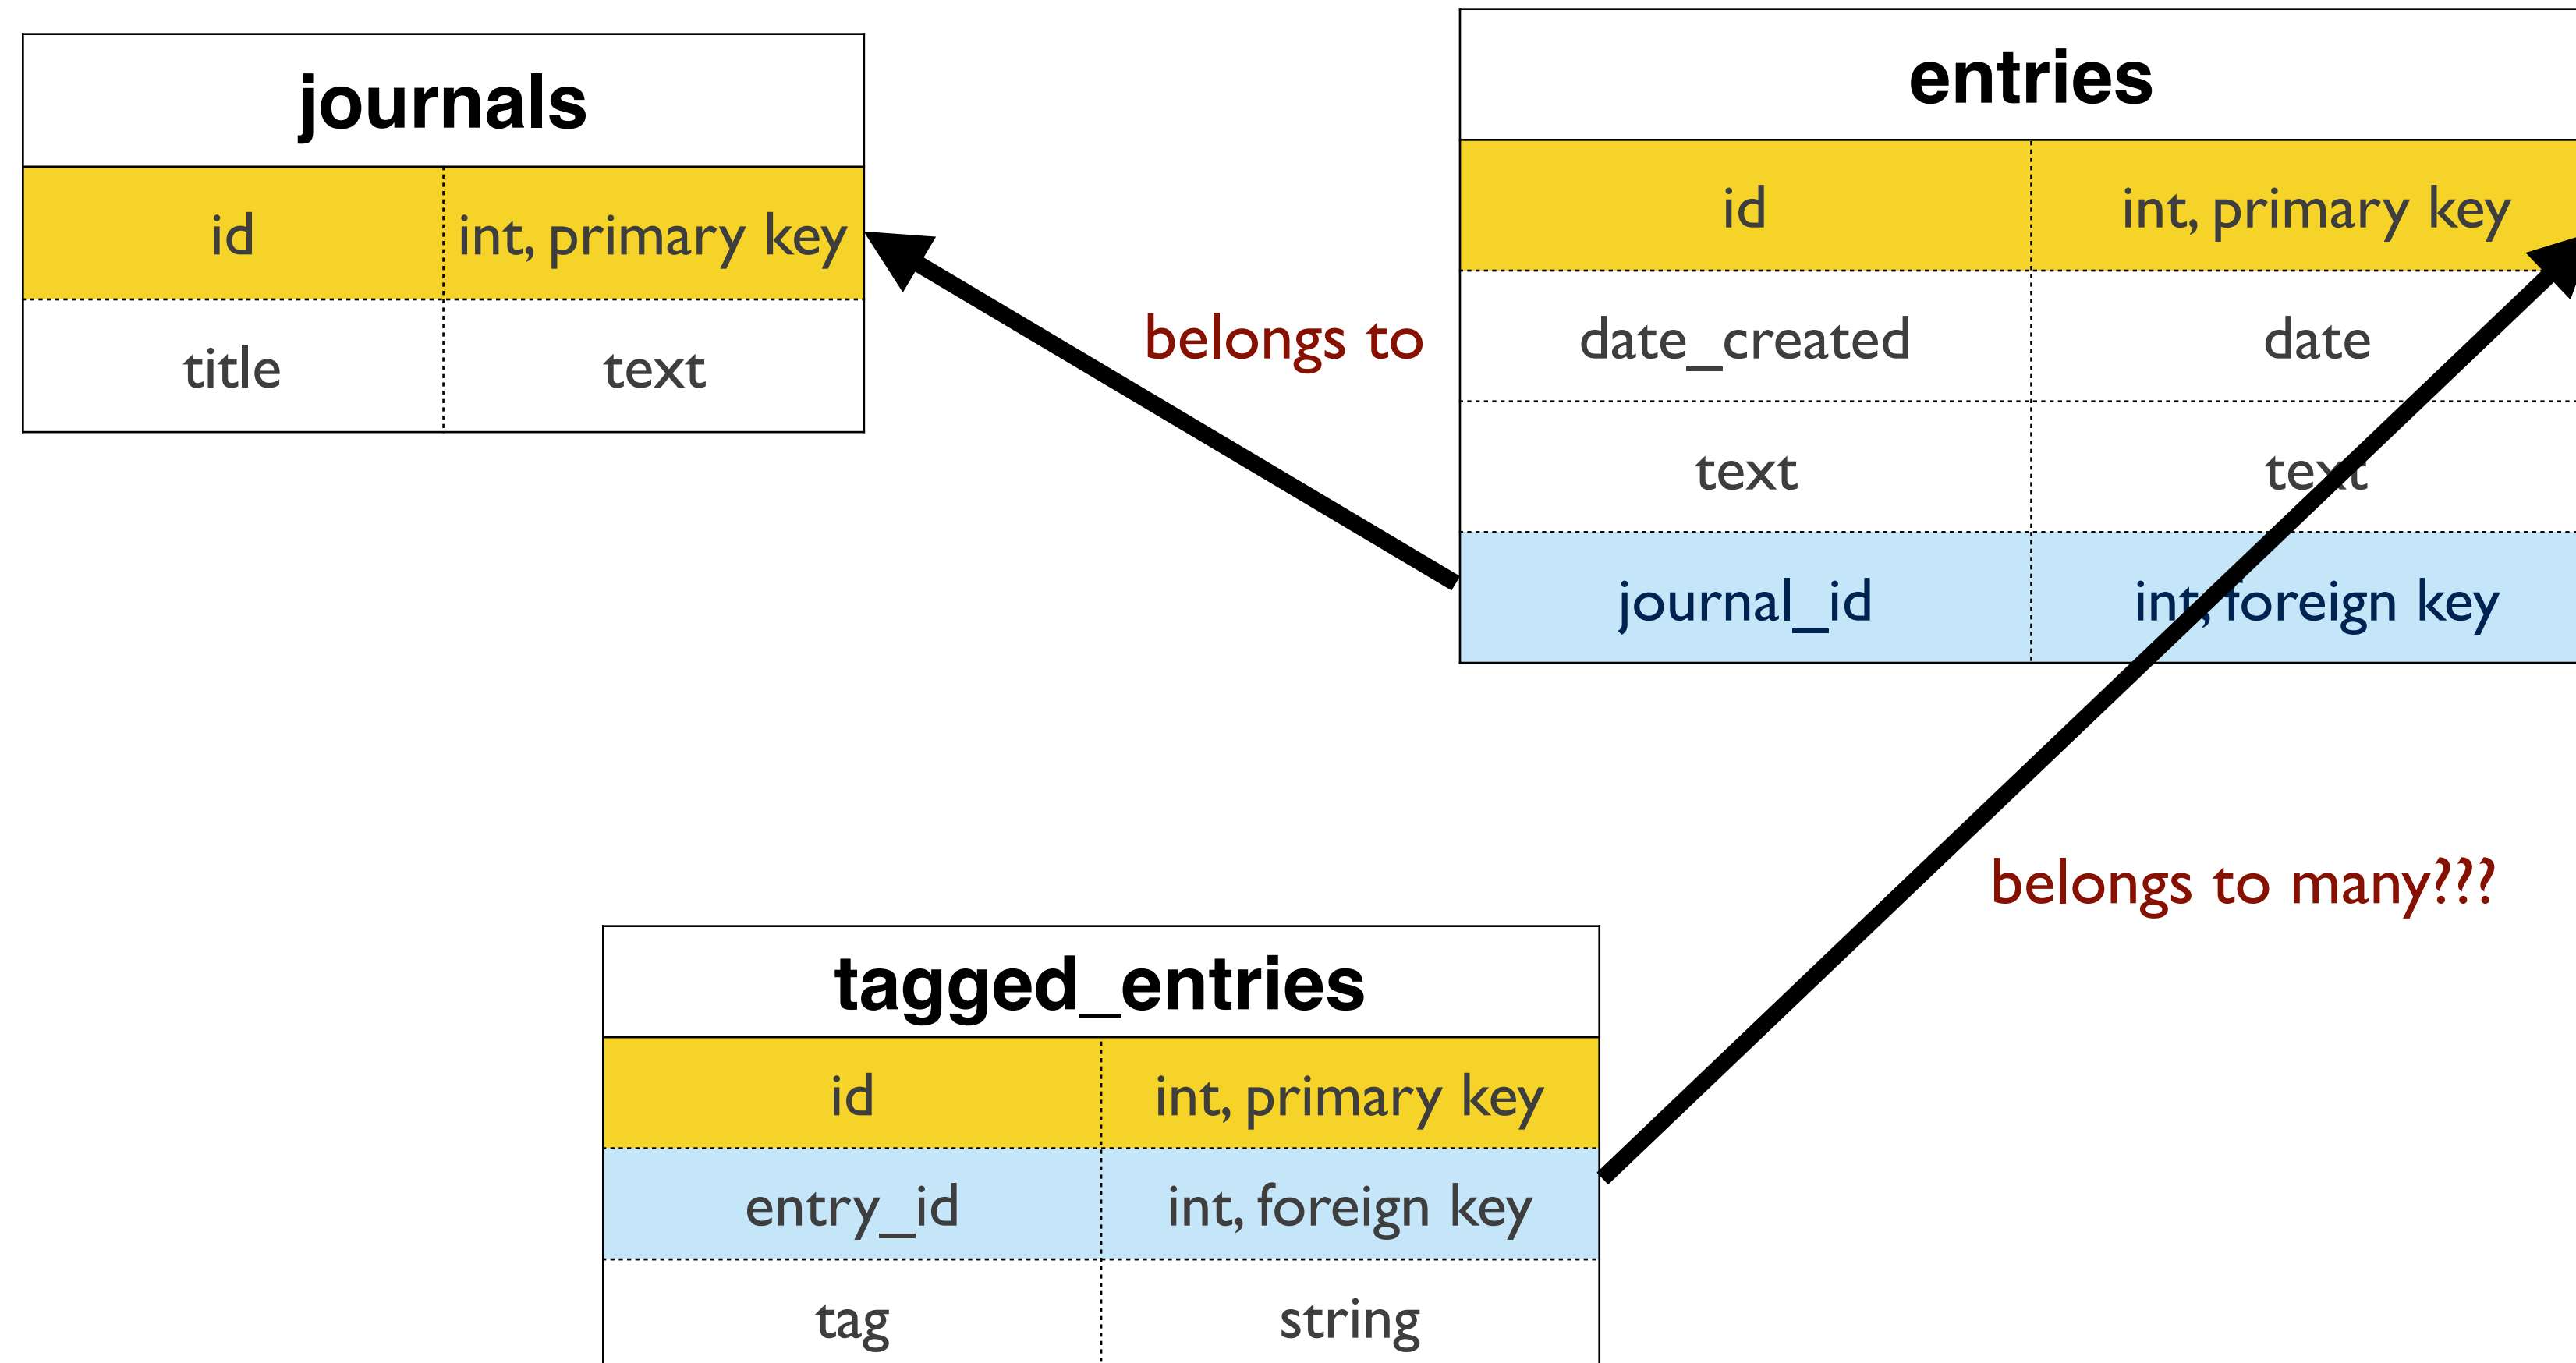 journals
id int, primary key
title text
belongs to
entries
id int, primary key
date_created date
text text
journal_id int, foreign key
belongs to many???
tagged_entries
id int, primary key
entry_id int, foreign key
tag string